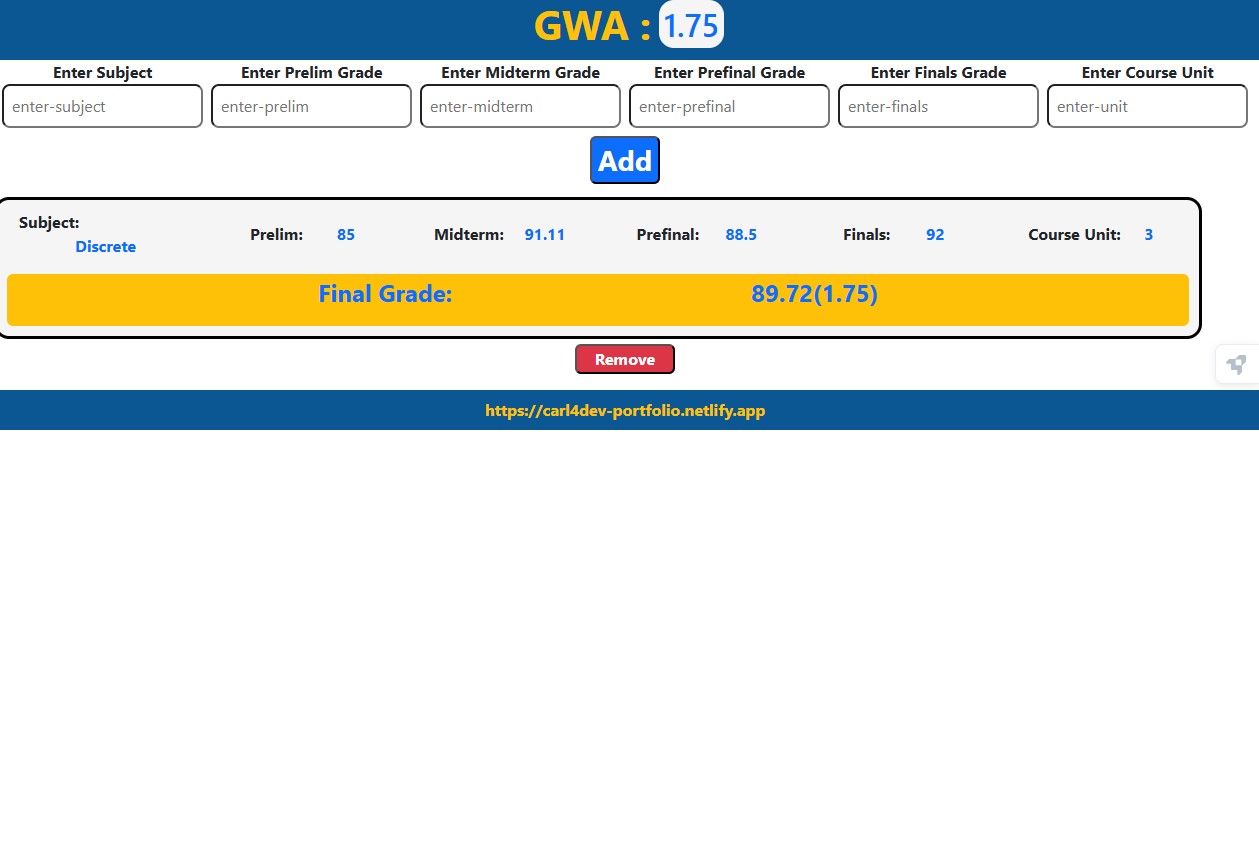 GWA : 1.75
Enter Subject Enter Prelim Grade Enter Midterm Grade Enter Prefinal Grade Enter Finals Grade Enter Course Unit
enter-subject enter-prelim enter-midterm enter-prefinal enter-finals enter-unit
Add
Subject:
Discrete
Prelim: 85 Midterm: 91.11 Prefinal: 88.5 Finals: 92 Course Unit: 3
Final Grade: 89.72(1.75)
Remove
https://carl4dev-portfolio.netlify.app